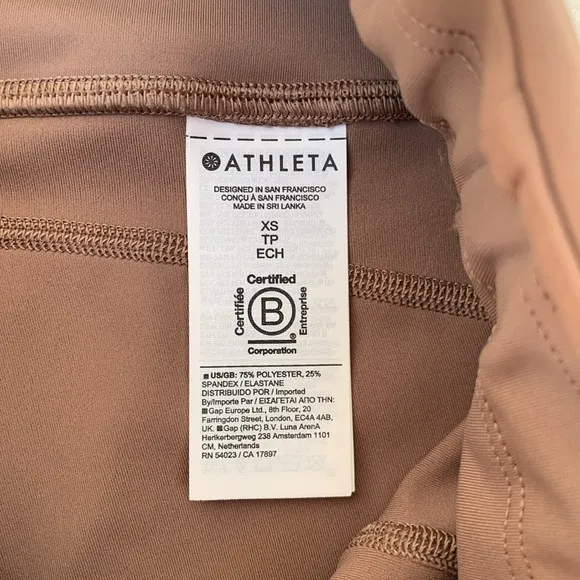 ATHLETA
DESIGNED IN SAN FRANCISCO
CONÇU À SAN FRANCISCO
MADE IN SRI LANKA
XS
TP
ECH
Certified
Certifiée
B
Entreprise
®
Corporation
US/GB: 75% POLYESTER, 25%
SPANDEX / ELASTANE
DISTRIBUIDO POR / Imported
By/Importe Par / ΕΙΣΑΓΕΤΑΙ ΑΠΟ ΤΗΝ:
Gap Europe Ltd., 8th Floor, 20
Farringdon Street, London, EC4A 4AB,
UK. Gap (RHC) B.V. Luna ArenA
Herikerbergweg 238 Amsterdam 1101
CM, Netherlands
RN 54023 / CA 17897